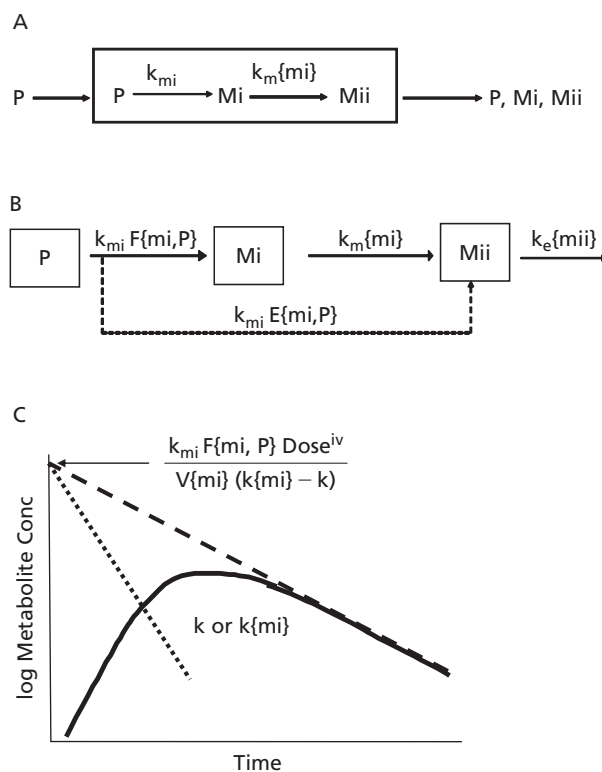 A
k_mi k_m{mi}
P P Mi Mii P, Mi, Mii
B
k_mi F{mi,P} k_m{mi} k_e{mii}
P Mi Mii
k_mi E{mi,P}
C
k_mi F{mi, P} Dose^iv
V{mi} (k{mi} – k)
log Metabolite Conc
k or k{mi}
Time